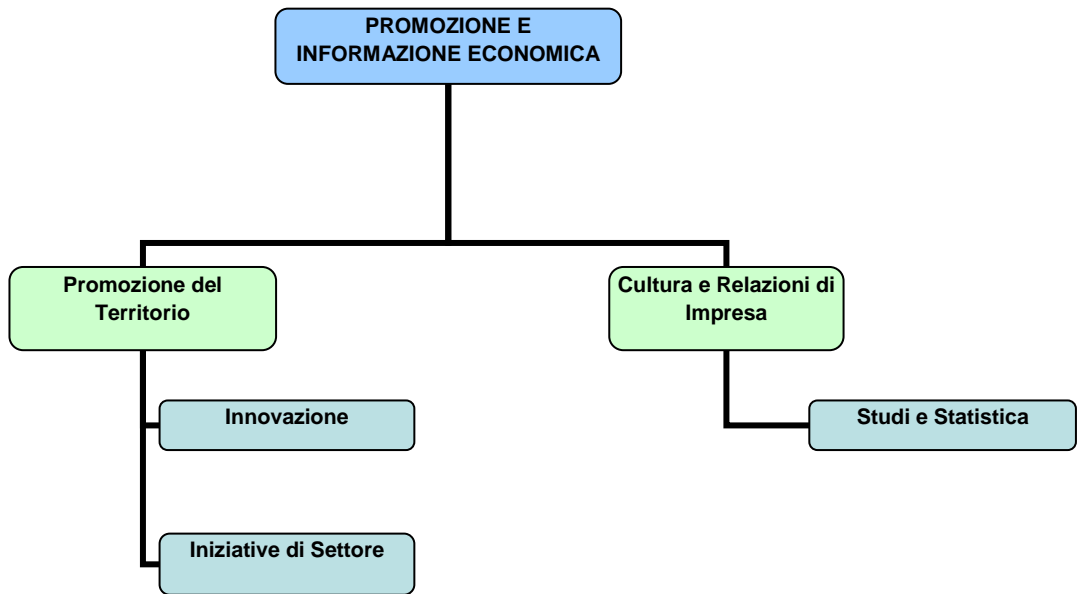 PROMOZIONE E
INFORMAZIONE ECONOMICA
Promozione del
Territorio
Cultura e Relazioni di
Impresa
Innovazione
Studi e Statistica
Iniziative di Settore